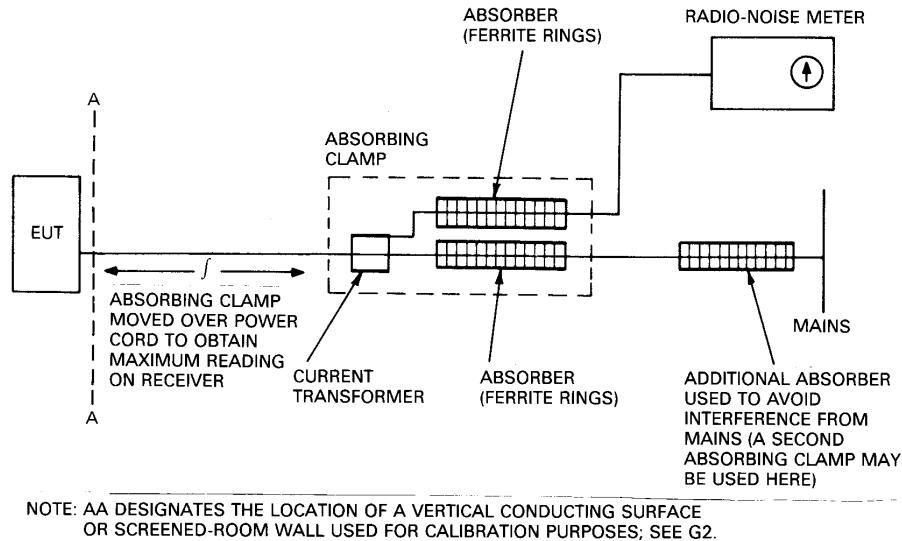 ABSORBER
(FERRITE RINGS)
RADIO-NOISE METER
A
ABSORBING
CLAMP
EUT
∫
ABSORBING CLAMP
MOVED OVER POWER
CORD TO OBTAIN
MAXIMUM READING
ON RECEIVER
A
CURRENT
TRANSFORMER
ABSORBER
(FERRITE RINGS)
MAINS
ADDITIONAL ABSORBER
USED TO AVOID
INTERFERENCE FROM
MAINS (A SECOND
ABSORBING CLAMP MAY
BE USED HERE)
NOTE: AA DESIGNATES THE LOCATION OF A VERTICAL CONDUCTING SURFACE
OR SCREENED-ROOM WALL USED FOR CALIBRATION PURPOSES; SEE G2.